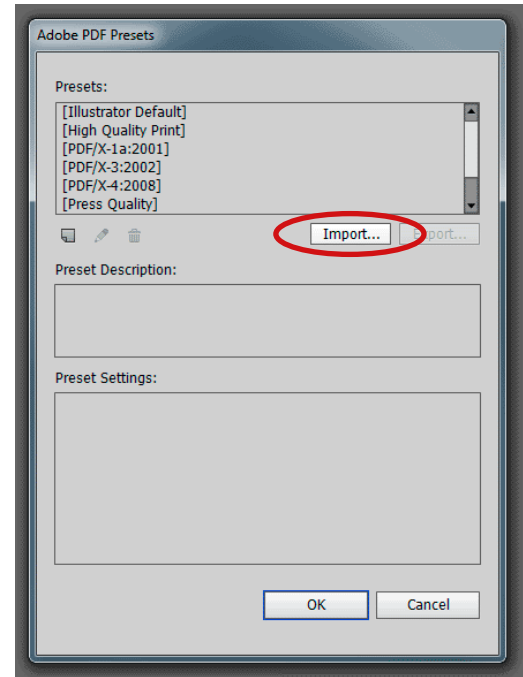 Adobe PDF Presets
Presets:
[Illustrator Default]
[High Quality Print]
[PDF/X-1a:2001]
[PDF/X-3:2002]
[PDF/X-4:2008]
[Press Quality]
Import... Export...
Preset Description:
Preset Settings:
OK Cancel